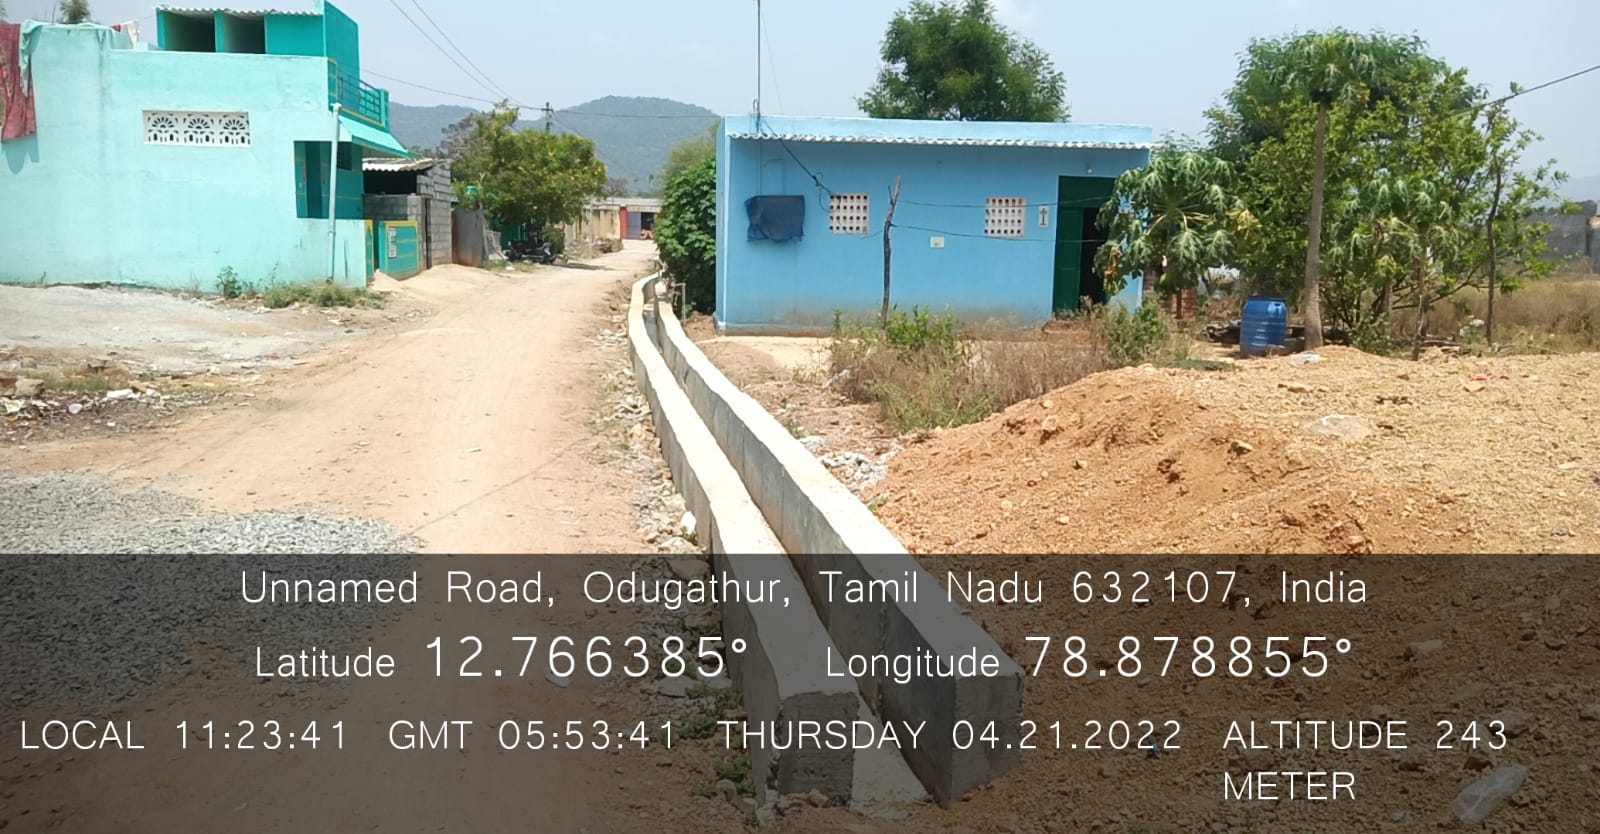 Unnamed Road, Odugathur, Tamil Nadu 632107, India
Latitude 12.766385° Longitude 78.878855°
LOCAL 11:23:41 GMT 05:53:41 THURSDAY 04.21.2022 ALTITUDE 243
METER